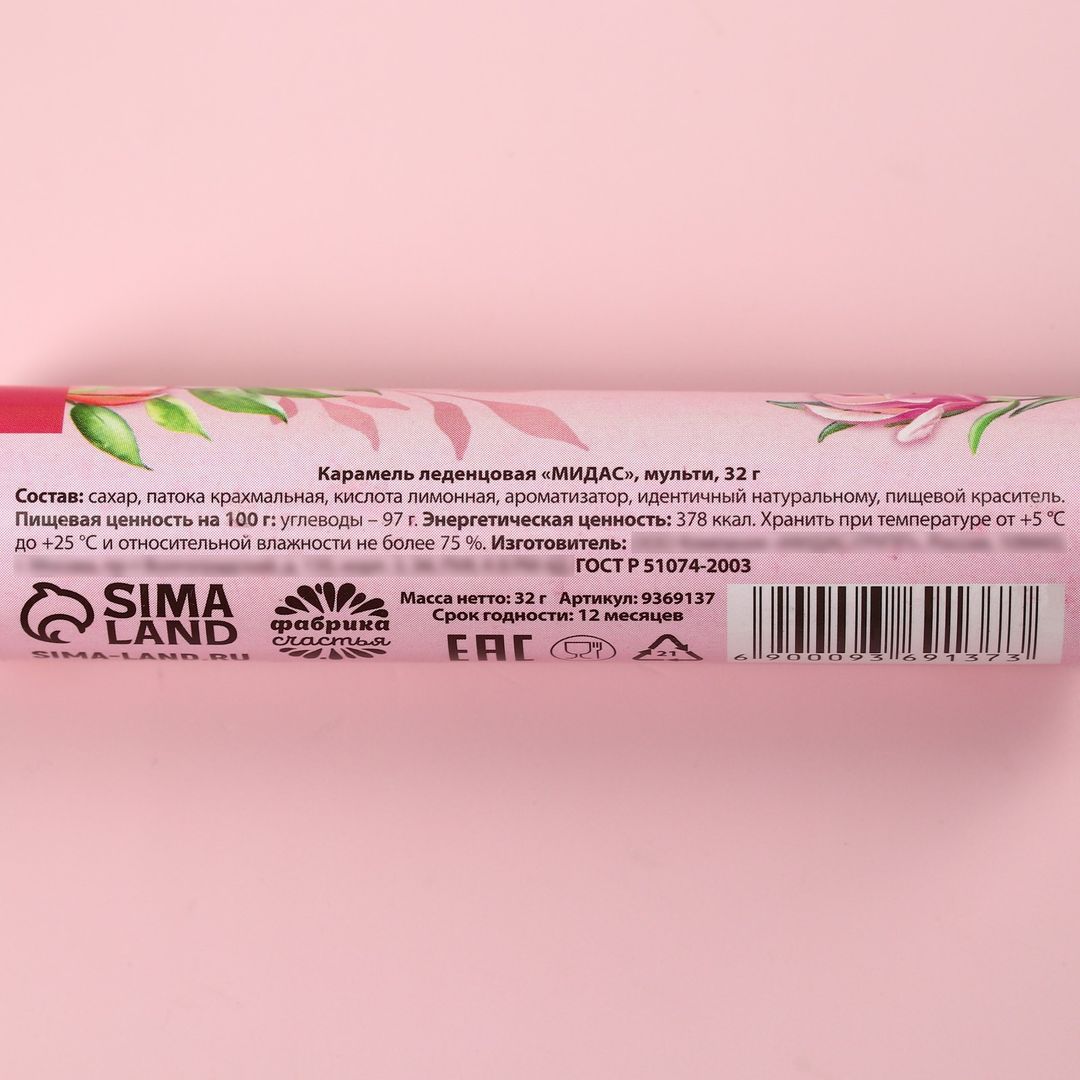 Карамель леденцовая «МИДАС», мульти, 32 г
Состав: сахар, патока крахмальная, кислота лимонная, ароматизатор, идентичный натуральному, пищевой краситель.
Пищевая ценность на 100 г: углеводы – 97 г. Энергетическая ценность: 378 ккал. Хранить при температуре от +5 °С
до +25 °С и относительной влажности не более 75 %. Изготовитель:
ГОСТ Р 51074-2003
SIMA
LAND
SIMA-LAND.RU
фабрика
счастья
Масса нетто: 32 г Артикул: 9369137
Срок годности: 12 месяцев
EAC
21
6 900093 691373